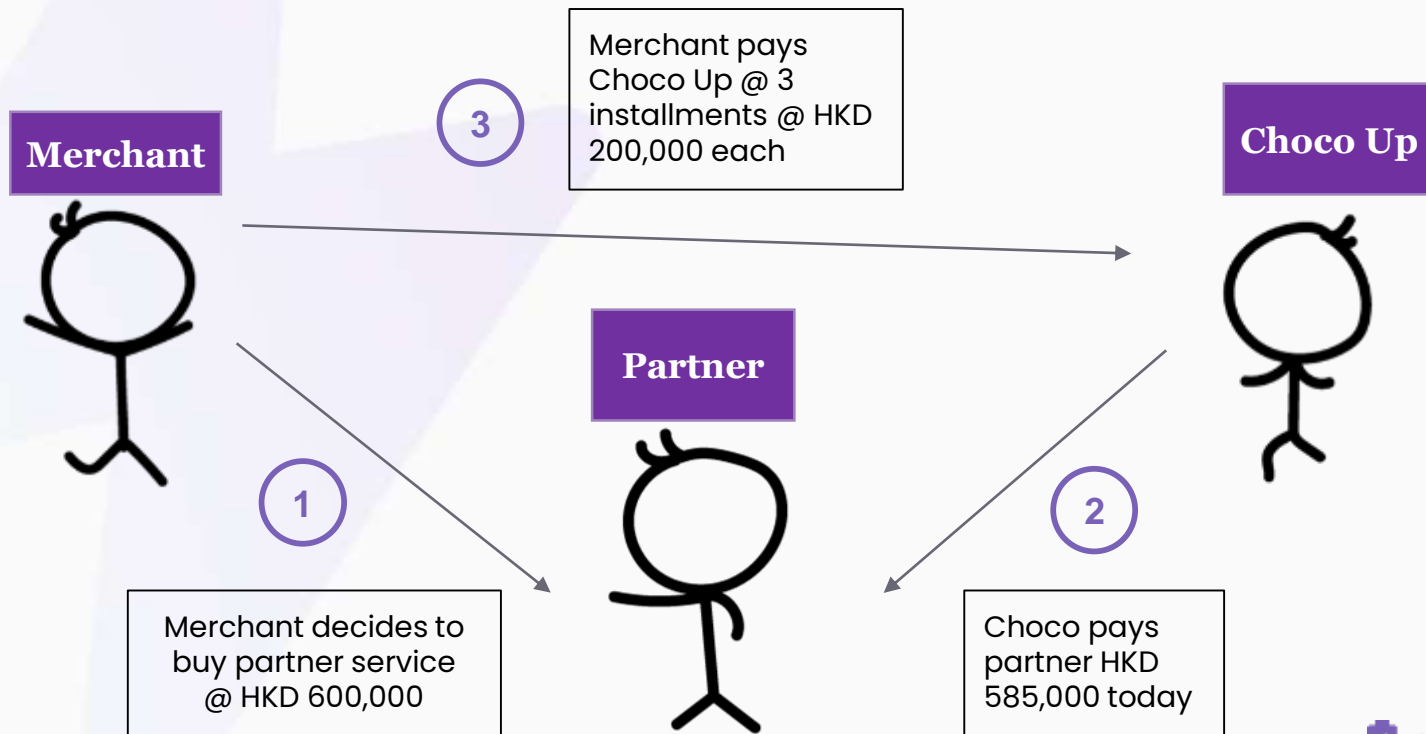 Merchant pays
Choco Up @ 3
installments @ HKD
200,000 each
3
Merchant
Choco Up
Partner
1
2
Merchant decides to
buy partner service
@ HKD 600,000
Choco pays
partner HKD
585,000 today